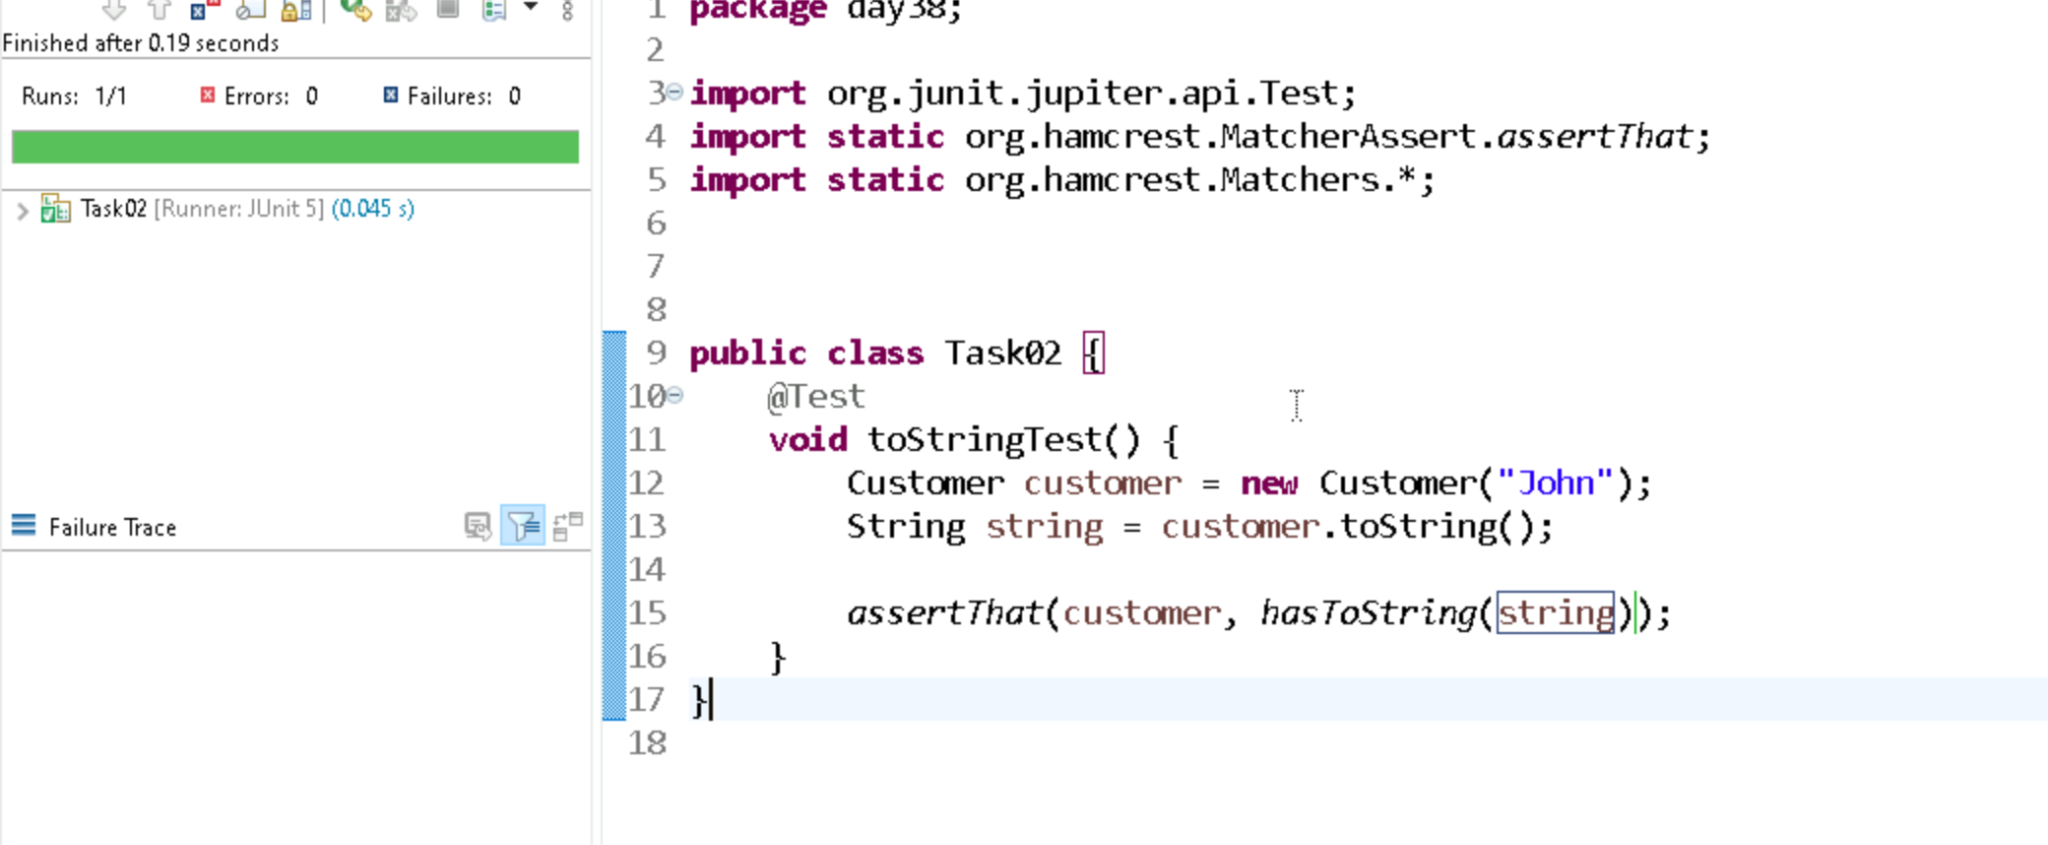 Finished after 0.19 seconds
Runs: 1/1 Errors: 0 Failures: 0
Task02 [Runner: JUnit 5] (0.045 s)
Failure Trace
1 package day38;
2
3 import org.junit.jupiter.api.Test;
4 import static org.hamcrest.MatcherAssert.assertThat;
5 import static org.hamcrest.Matchers.*;
6
7
8
9 public class Task02 {
10 @Test
11 void toStringTest() {
12 Customer customer = new Customer("John");
13 String string = customer.toString();
14
15 assertThat(customer, hasToString(string));
16 }
17 }
18